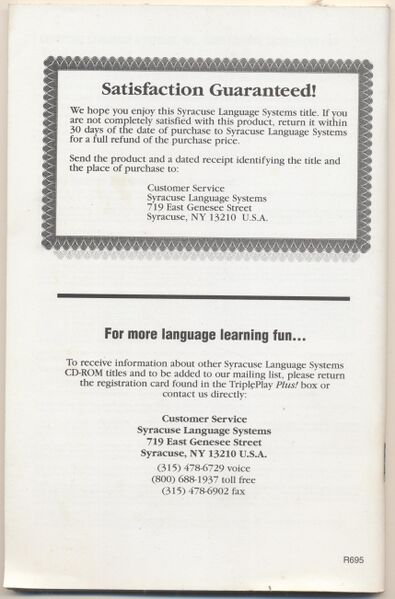 Satisfaction Guaranteed!
We hope you enjoy this Syracuse Language Systems title. If you
are not completely satisfied with this product, return it within
30 days of the date of purchase to Syracuse Language Systems
for a full refund of the purchase price.
Send the product and a dated receipt identifying the title and
the place of purchase to:
Customer Service
Syracuse Language Systems
719 East Genesee Street
Syracuse, NY 13210 U.S.A.
For more language learning fun...
To receive information about other Syracuse Language Systems
CD-ROM titles and to be added to our mailing list, please return
the registration card found in the TriplePlay Plus! box or
contact us directly:
Customer Service
Syracuse Language Systems
719 East Genesee Street
Syracuse, NY 13210 U.S.A.
(315) 478-6729 voice
(800) 688-1937 toll free
(315) 478-6902 fax
R695